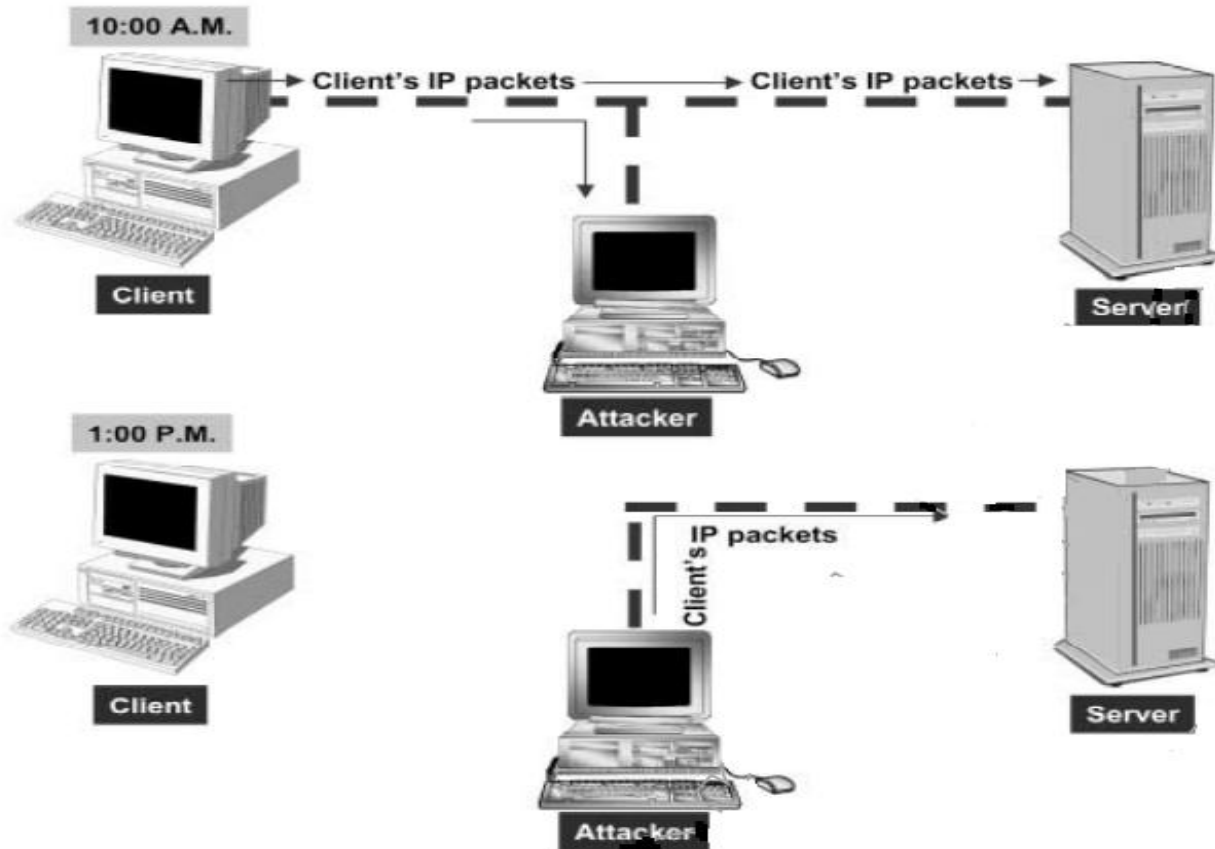 10:00 A.M.
Client's IP packets
Client's IP packets
Client
Server
Attacker
1:00 P.M.
IP packets
Client's
Client
Server
Attacker